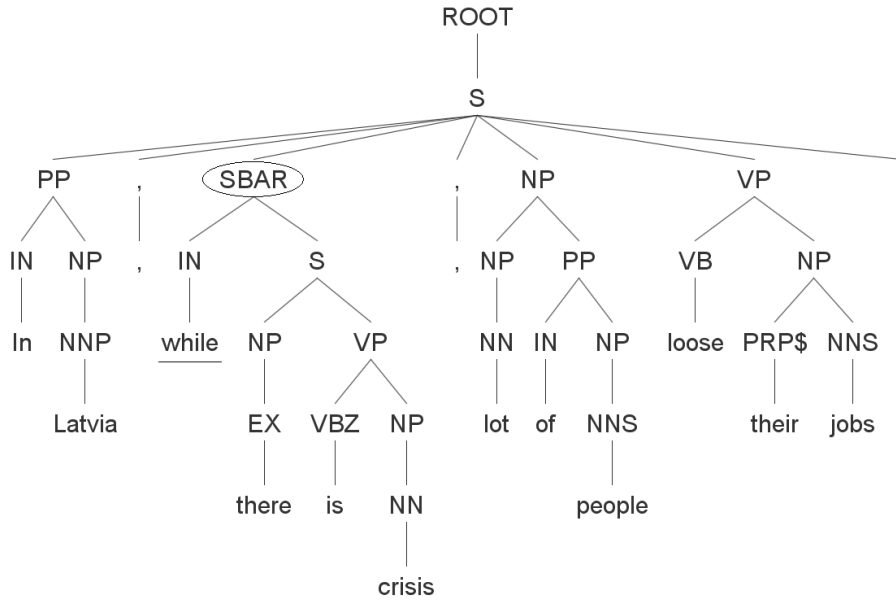 ROOT
S
PP , SBAR , NP VP
IN NP , IN S , NP PP VB NP
In NNP while NP VP NN IN NP loose PRP$ NNS
Latvia EX VBZ NP lot of NNS their jobs
there is NN people
crisis